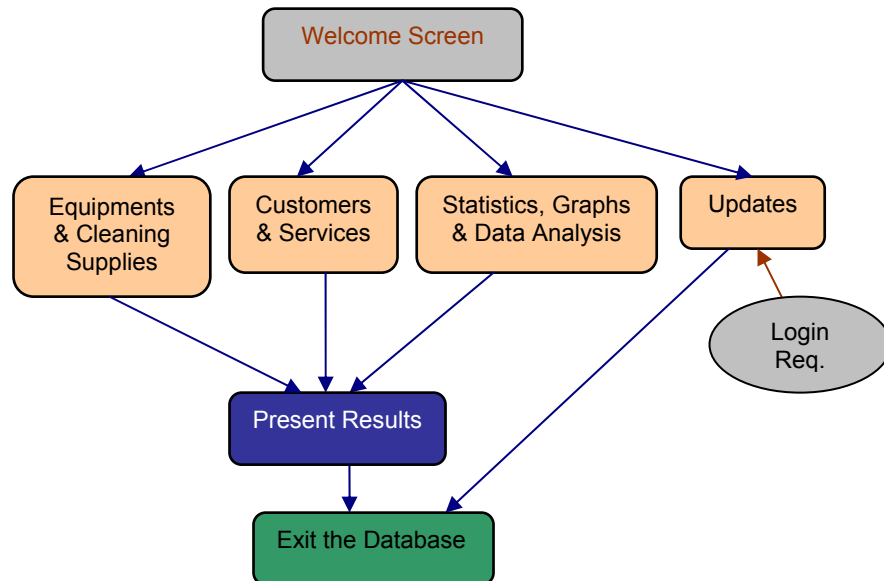 Welcome Screen
Equipments
& Cleaning
Supplies
Customers
& Services
Statistics, Graphs
& Data Analysis
Updates
Login
Req.
Present Results
Exit the Database